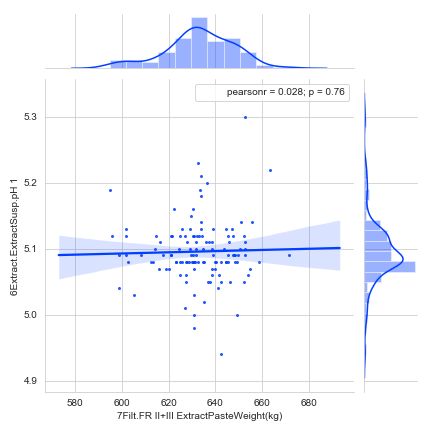 pearsonr = 0.028; p = 0.76
5.3
5.2
5.1
5.0
4.9
6Extract.ExtractSusp.pH 1
580 600 620 640 660 680
7Filt.FR II+III ExtractPasteWeight(kg)